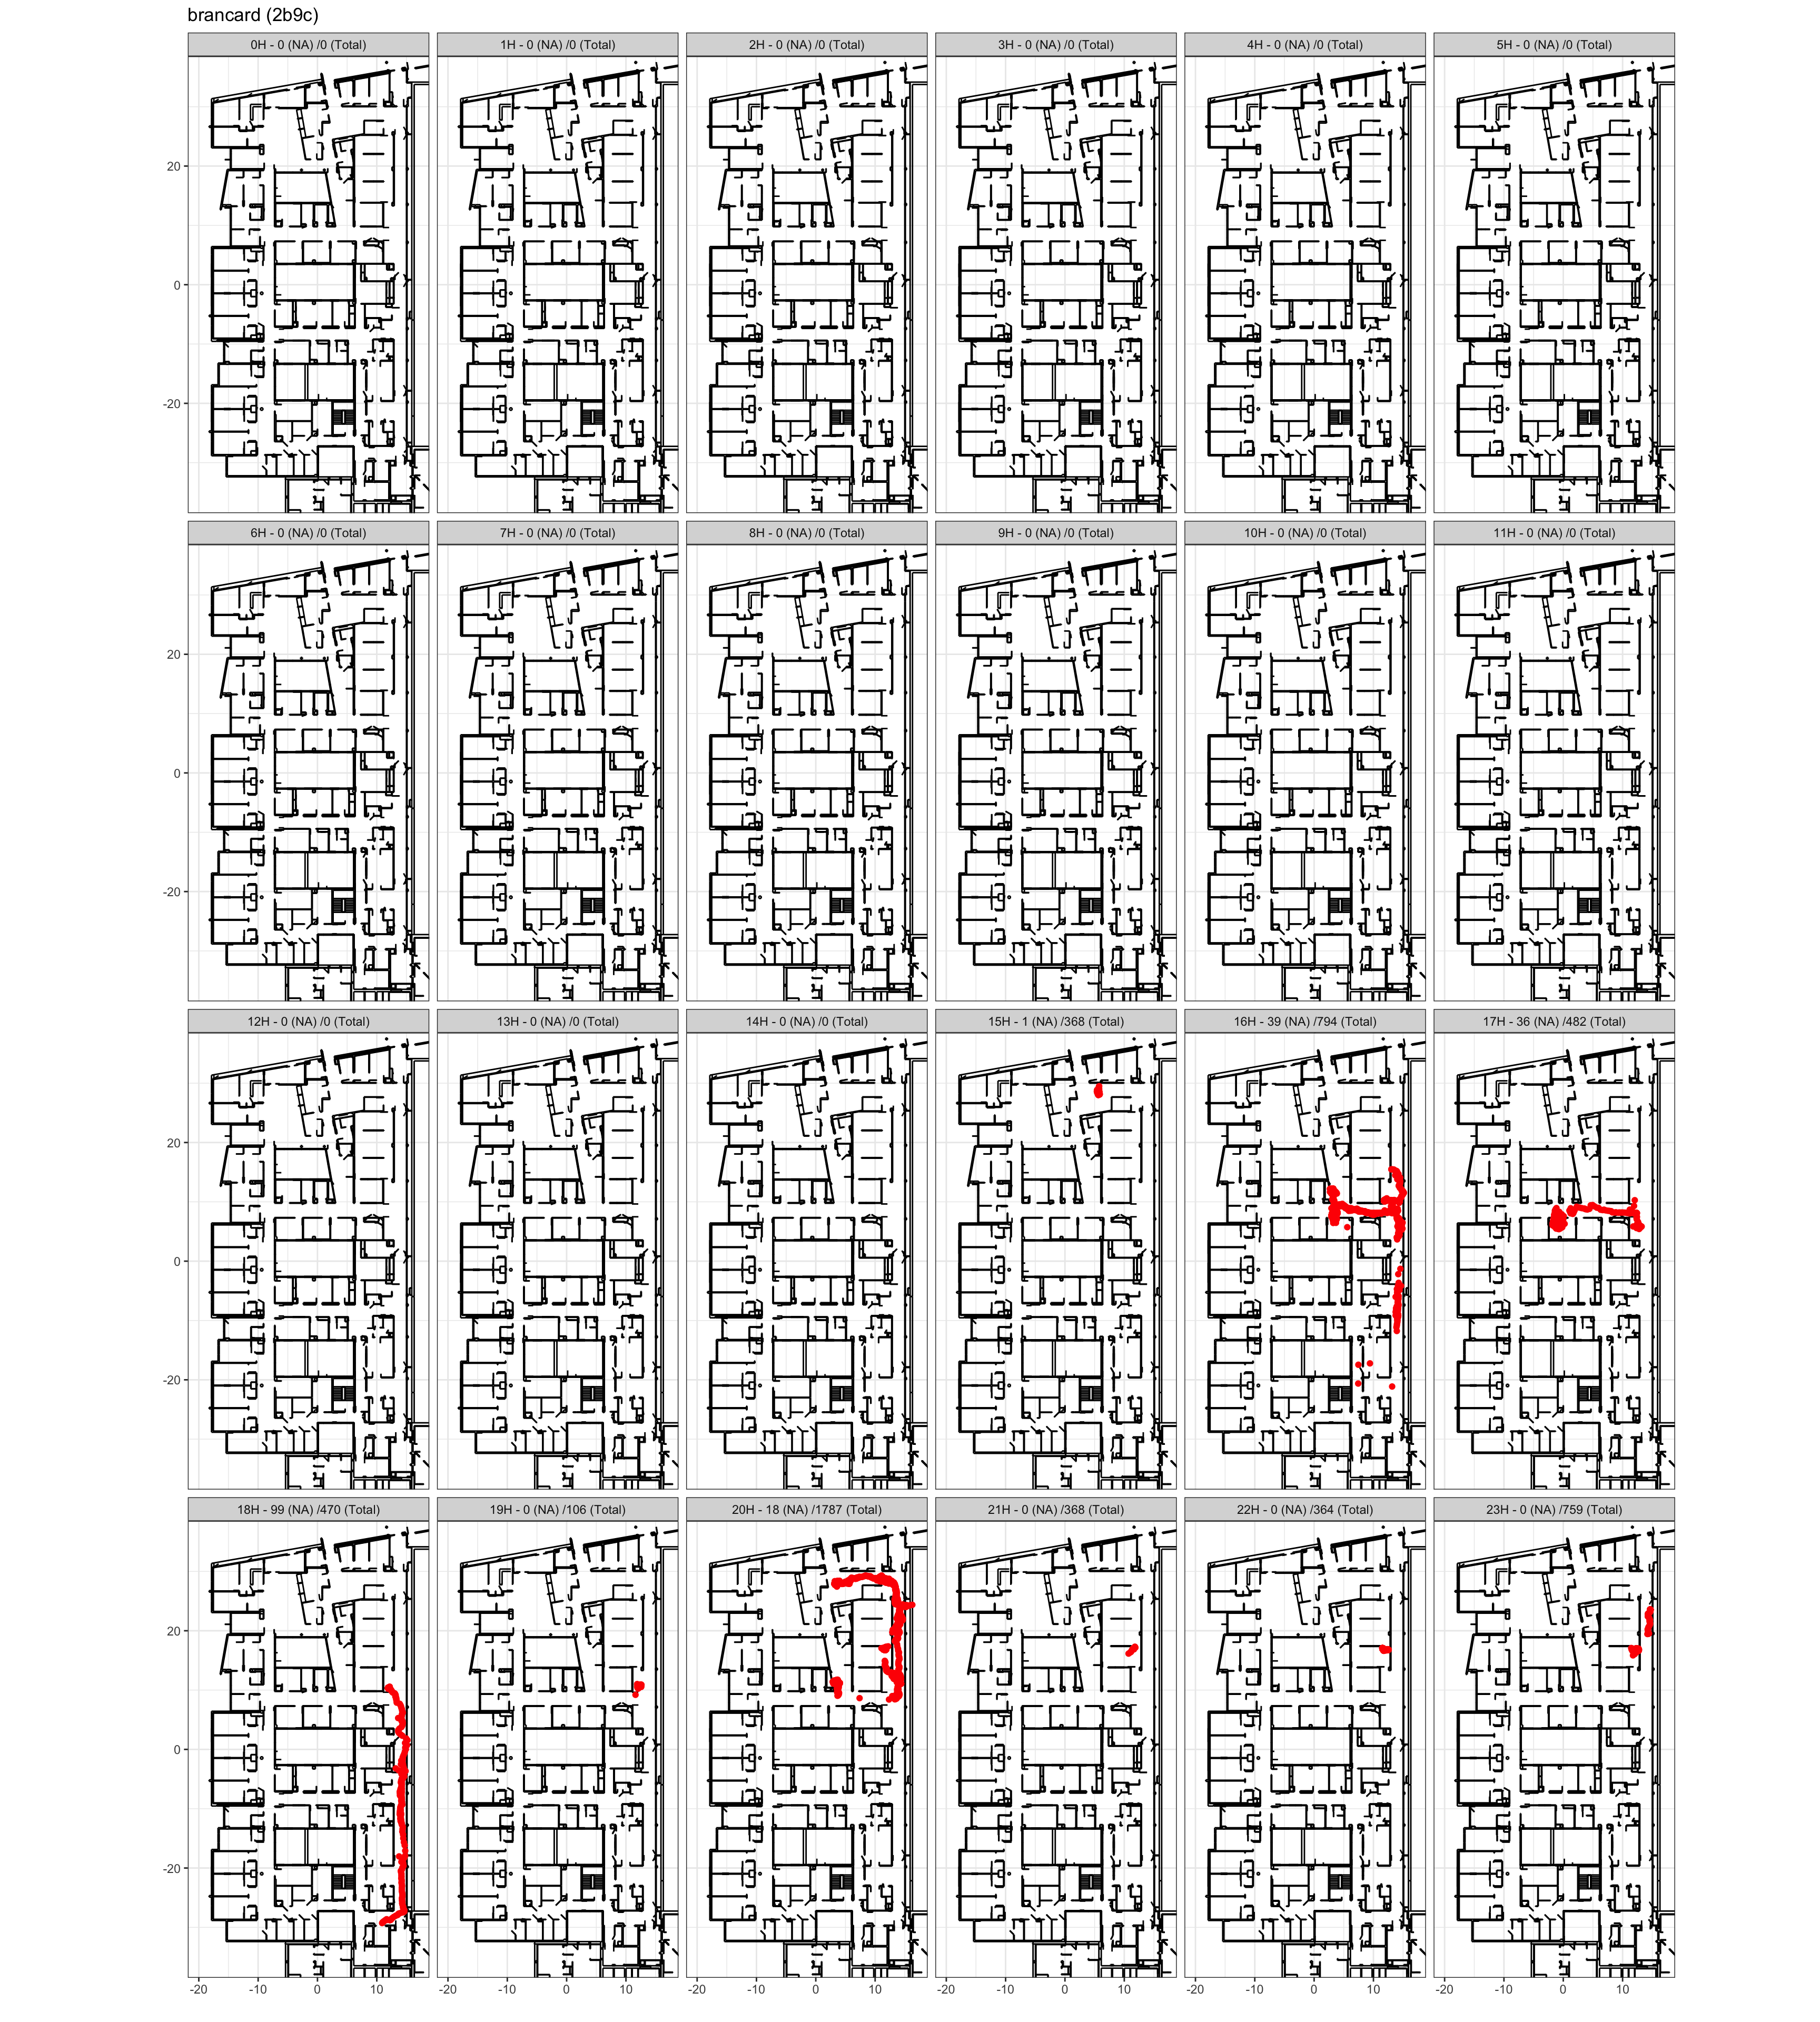 brancard (2b9c)
0H - 0 (NA) /0 (Total) 1H - 0 (NA) /0 (Total) 2H - 0 (NA) /0 (Total) 3H - 0 (NA) /0 (Total) 4H - 0 (NA) /0 (Total) 5H - 0 (NA) /0 (Total)
20
0
-20
6H - 0 (NA) /0 (Total) 7H - 0 (NA) /0 (Total) 8H - 0 (NA) /0 (Total) 9H - 0 (NA) /0 (Total) 10H - 0 (NA) /0 (Total) 11H - 0 (NA) /0 (Total)
20
0
-20
12H - 0 (NA) /0 (Total) 13H - 0 (NA) /0 (Total) 14H - 0 (NA) /0 (Total) 15H - 1 (NA) /368 (Total) 16H - 39 (NA) /794 (Total) 17H - 36 (NA) /482 (Total)
20
0
-20
18H - 99 (NA) /470 (Total) 19H - 0 (NA) /106 (Total) 20H - 18 (NA) /1787 (Total) 21H - 0 (NA) /368 (Total) 22H - 0 (NA) /364 (Total) 23H - 0 (NA) /759 (Total)
20
0
-20
-20 -10 0 10 -20 -10 0 10 -20 -10 0 10 -20 -10 0 10 -20 -10 0 10 -20 -10 0 10